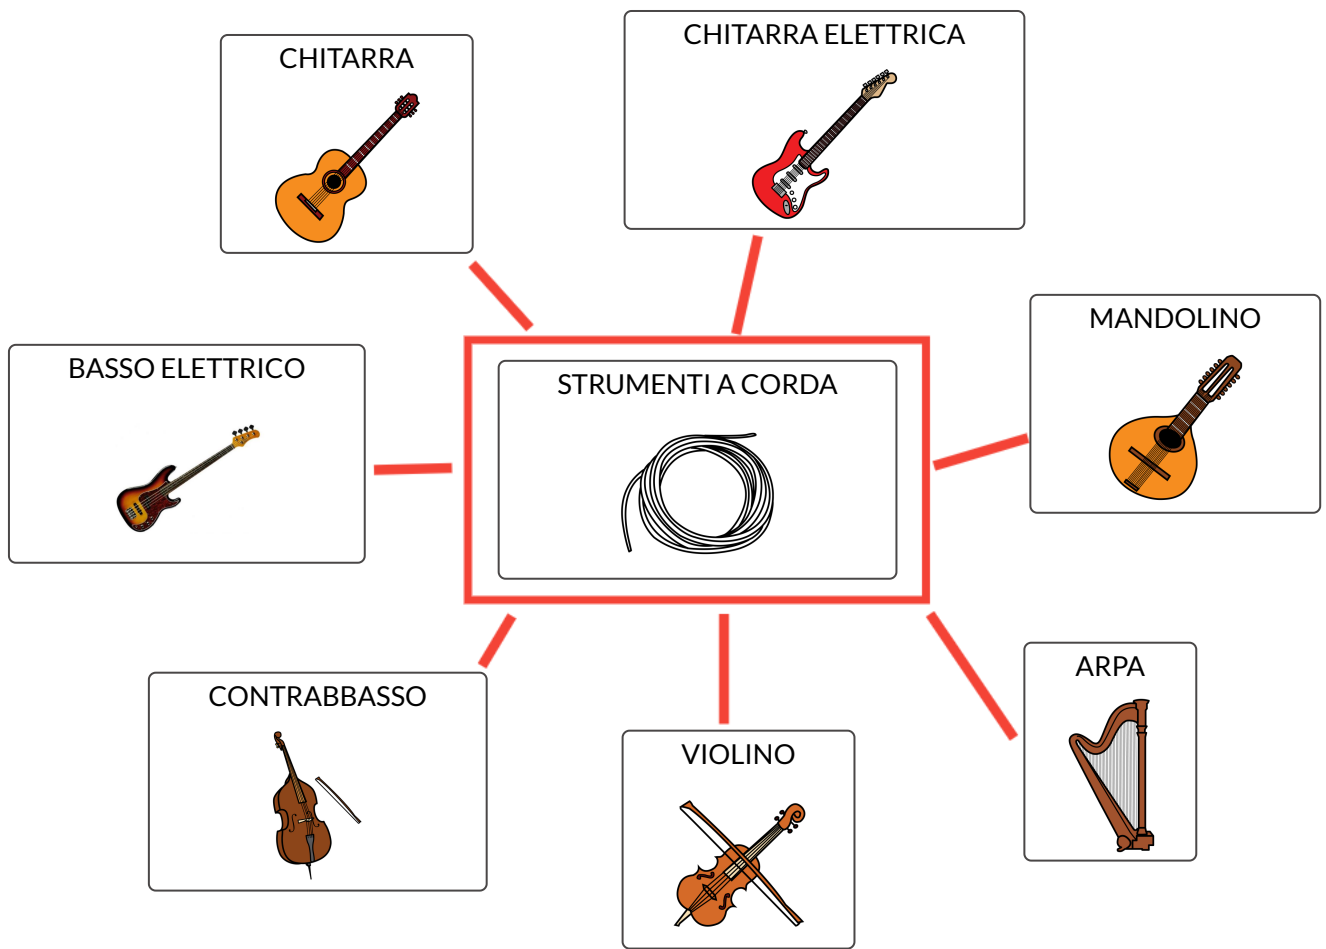 CHITARRA ELETTRICA
CHITARRA
MANDOLINO
BASSO ELETTRICO
STRUMENTI A CORDA
ARPA
CONTRABBASSO
VIOLINO